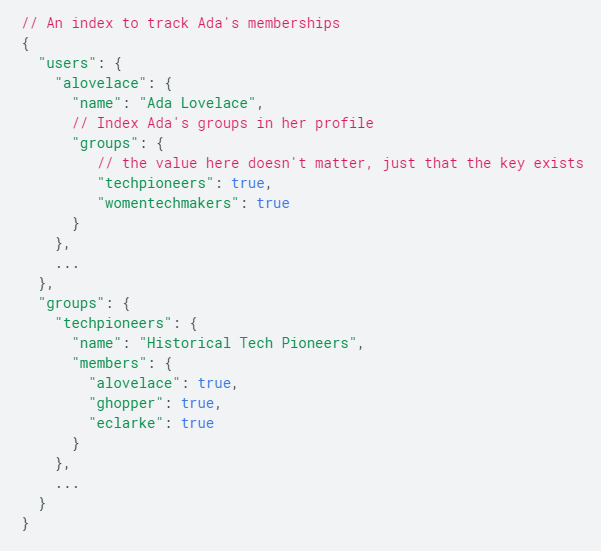 // An index to track Ada's memberships
{
  "users": {
    "alovelace": {
      "name": "Ada Lovelace",
      // Index Ada's groups in her profile
      "groups": {
         // the value here doesn't matter, just that the key exists
         "techpioneers": true,
         "womentechmakers": true
      }
    },
    ...
  },
  "groups": {
    "techpioneers": {
      "name": "Historical Tech Pioneers",
      "members": {
        "alovelace": true,
        "ghopper": true,
        "eclarke": true
      }
    },
    ...
  }
}